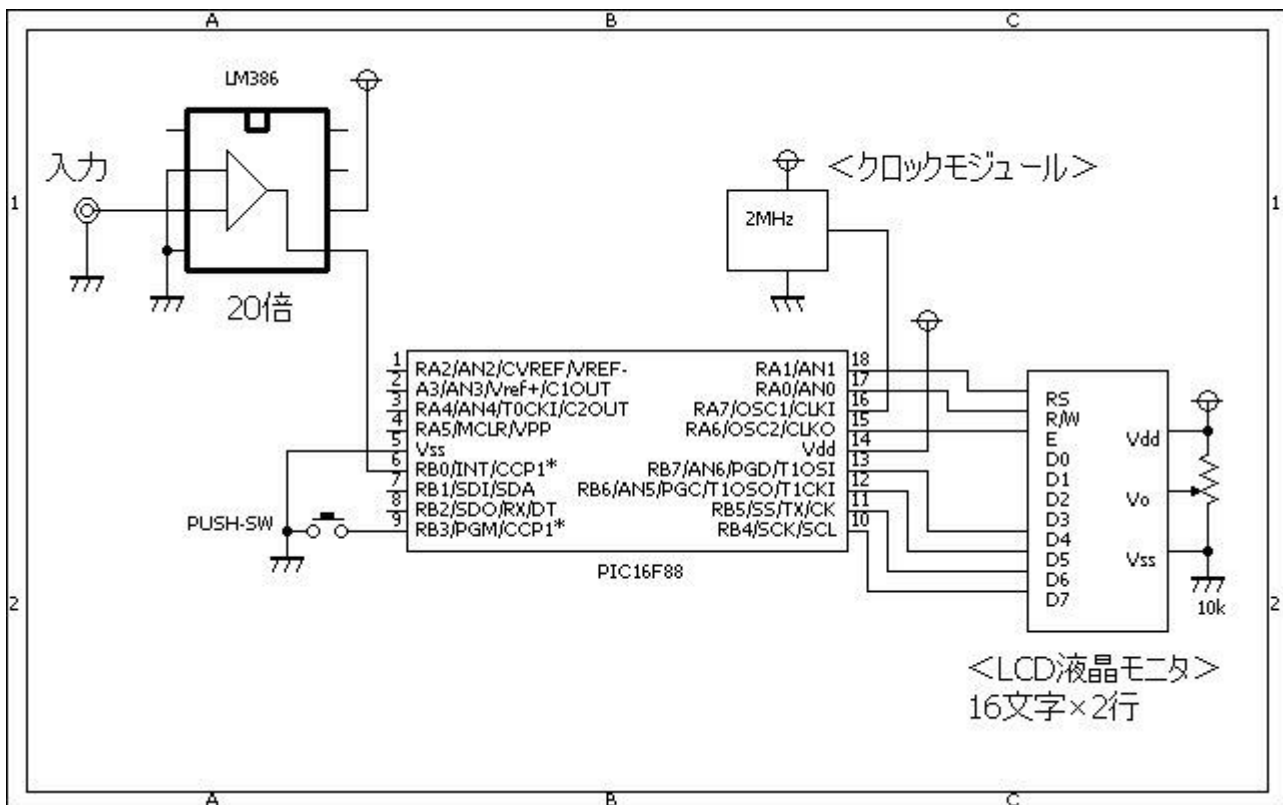 A B C
LM386
入力
<クロックモジュール>
1 1
2MHz
20倍
1 RA2/AN2/CVREF/VREF- RA1/AN1 18
2 A3/AN3/Vref+/C1OUT RA0/AN0 17
3 RA4/AN4/T0CKI/C2OUT RA7/OSC1/CLKI 16
4 RA5/MCLR/VPP RA6/OSC2/CLKO 15
5 Vss Vdd 14
6 RB0/INT/CCP1* RB7/AN6/PGD/T1OSI 13
7 RB1/SDI/SDA RB6/AN5/PGC/T1OSO/T1CKI 12
8 RB2/SDO/RX/DT RB5/SS/TX/CK 11
9 RB3/PGM/CCP1* RB4/SCK/SCL 10
PUSH-SW
PIC16F88
RS
R/W
E
D0
D1
D2
D3
D4
D5
D6
D7
Vdd
Vo
Vss
10k
2 2
<LCD液晶モニタ>
16文字×2行
A B C